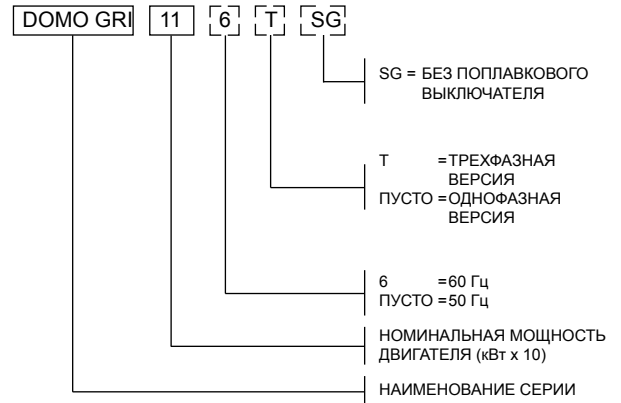 DOMO GRI 11 6 T SG
SG = БЕЗ ПОПЛАВКОВОГО
ВЫКЛЮЧАТЕЛЯ
T =ТРЕХФАЗНАЯ
ВЕРСИЯ
ПУСТО =ОДНОФАЗНАЯ
ВЕРСИЯ
6 =60 Гц
ПУСТО =50 Гц
НОМИНАЛЬНАЯ МОЩНОСТЬ
ДВИГАТЕЛЯ (кВт x 10)
НАИМЕНОВАНИЕ СЕРИИ